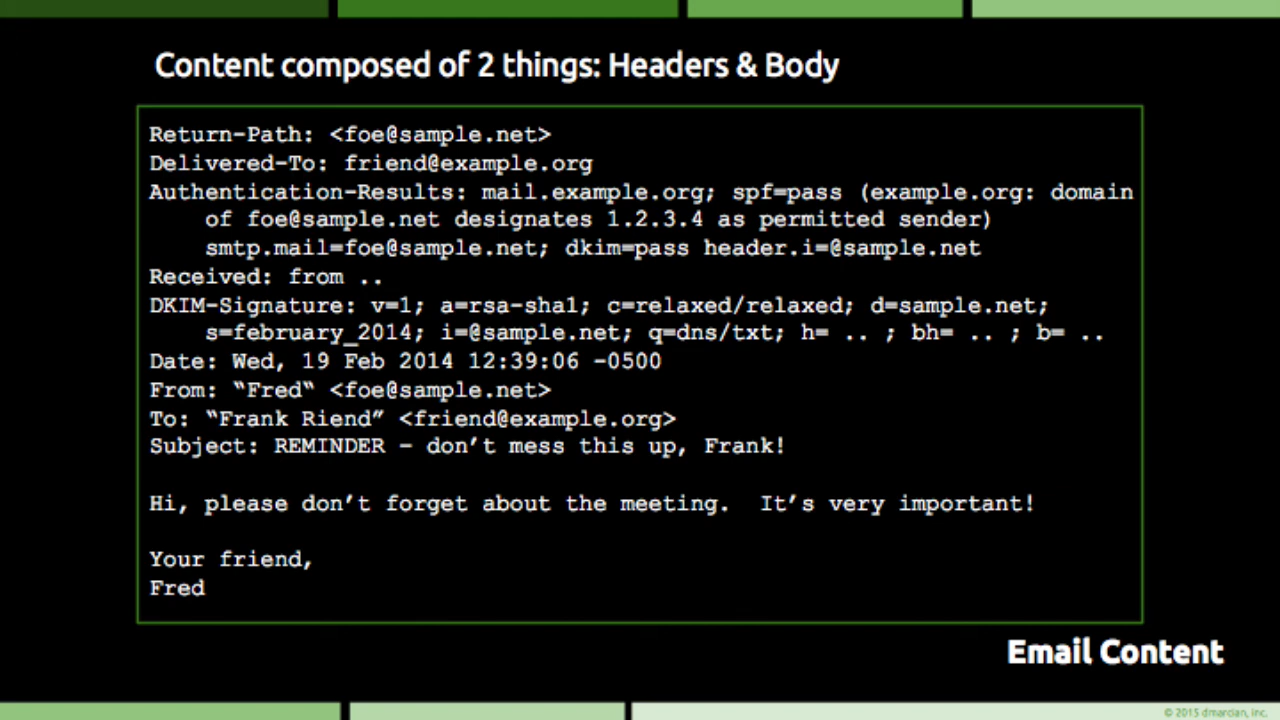 Content composed of 2 things: Headers & Body
Return-Path: <foe@sample.net>
Delivered-To: friend@example.org
Authentication-Results: mail.example.org; spf=pass (example.org: domain
of foe@sample.net designates 1.2.3.4 as permitted sender)
smtp.mail=foe@sample.net; dkim=pass header.i=@sample.net
Received: from ..
DKIM-Signature: v=1; a=rsa-sha1; c=relaxed/relaxed; d=sample.net;
s=february_2014; i=@sample.net; q=dns/txt; h= .. ; bh= .. ; b= ..
Date: Wed, 19 Feb 2014 12:39:06 -0500
From: “Fred“ <foe@sample.net>
To: “Frank Riend” <friend@example.org>
Subject: REMINDER – don’t mess this up, Frank!
Hi, please don’t forget about the meeting.  It’s very important!
Your friend,
Fred
Email Content
© 2015 dmarcian, inc.